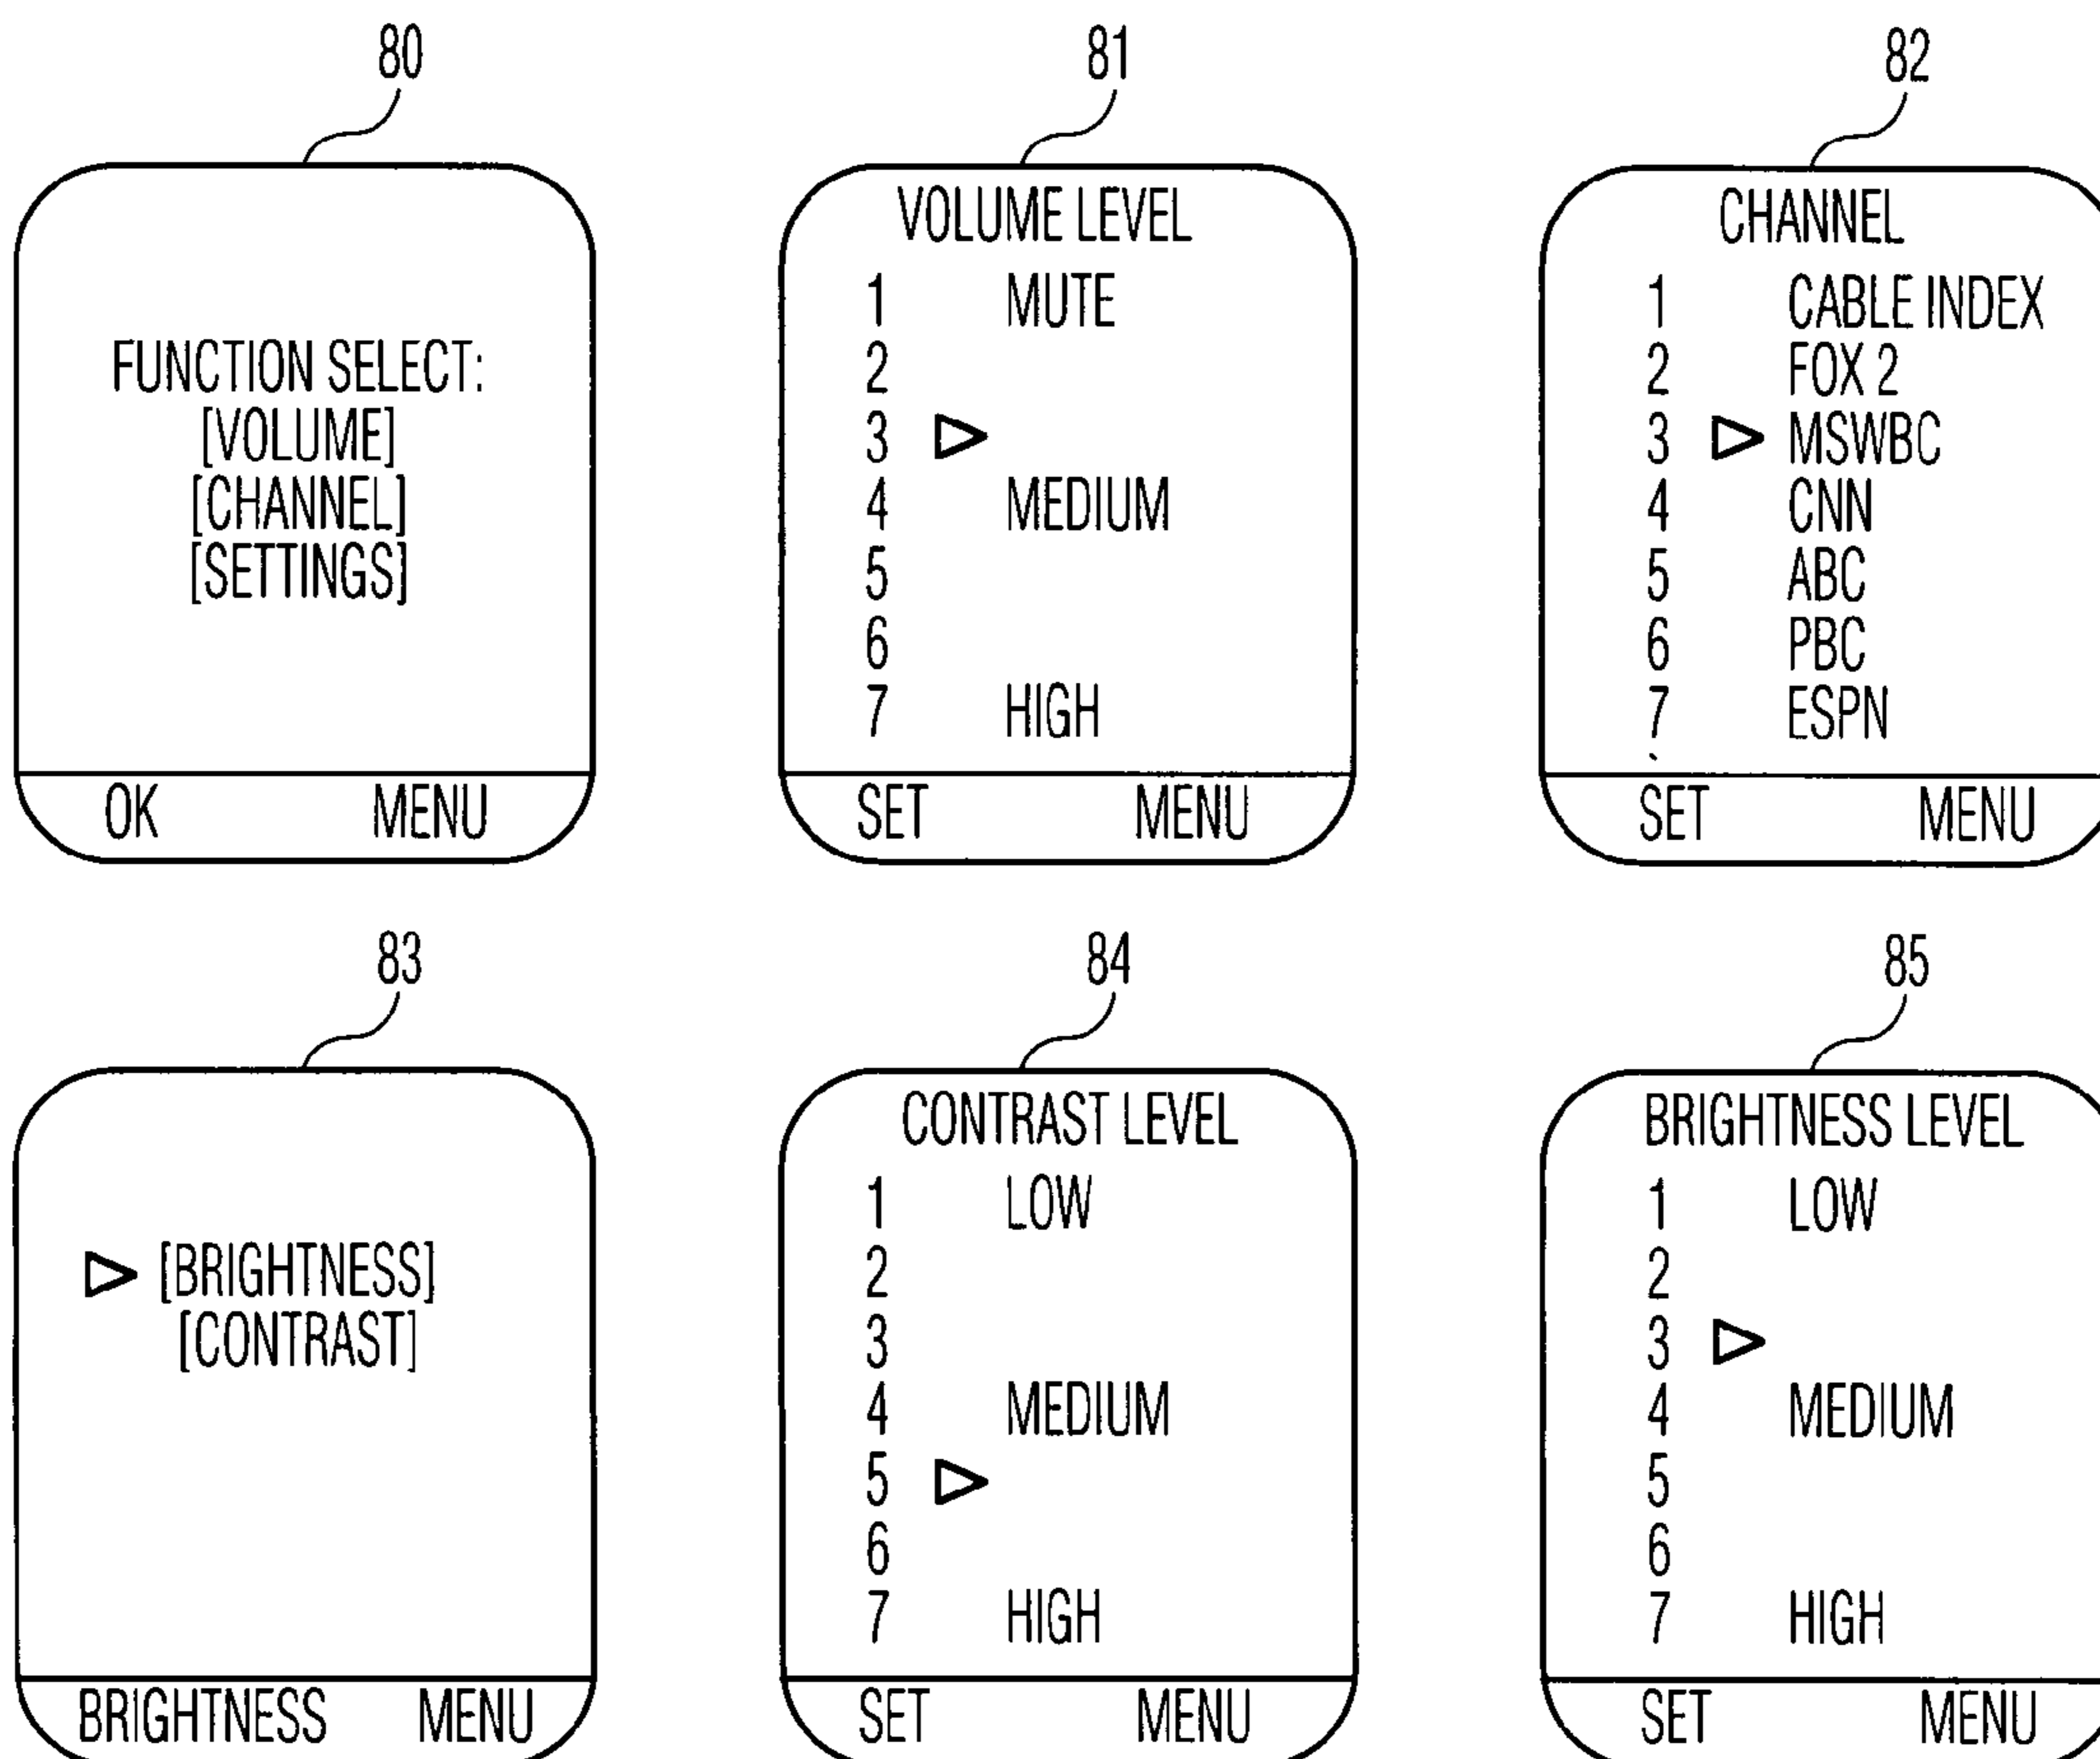 80
FUNCTION SELECT:
[VOLUME]
[CHANNEL]
[SETTINGS]
OK MENU
81
VOLUME LEVEL
1 MUTE
2
3
4 MEDIUM
5
6
7 HIGH
SET MENU
82
CHANNEL
1 CABLE INDEX
2 FOX 2
3 MSWBC
4 CNN
5 ABC
6 PBC
7 ESPN
SET MENU
83
[BRIGHTNESS]
[CONTRAST]
BRIGHTNESS MENU
84
CONTRAST LEVEL
1 LOW
2
3
4 MEDIUM
5
6
7 HIGH
SET MENU
85
BRIGHTNESS LEVEL
1 LOW
2
3
4 MEDIUM
5
6
7 HIGH
SET MENU